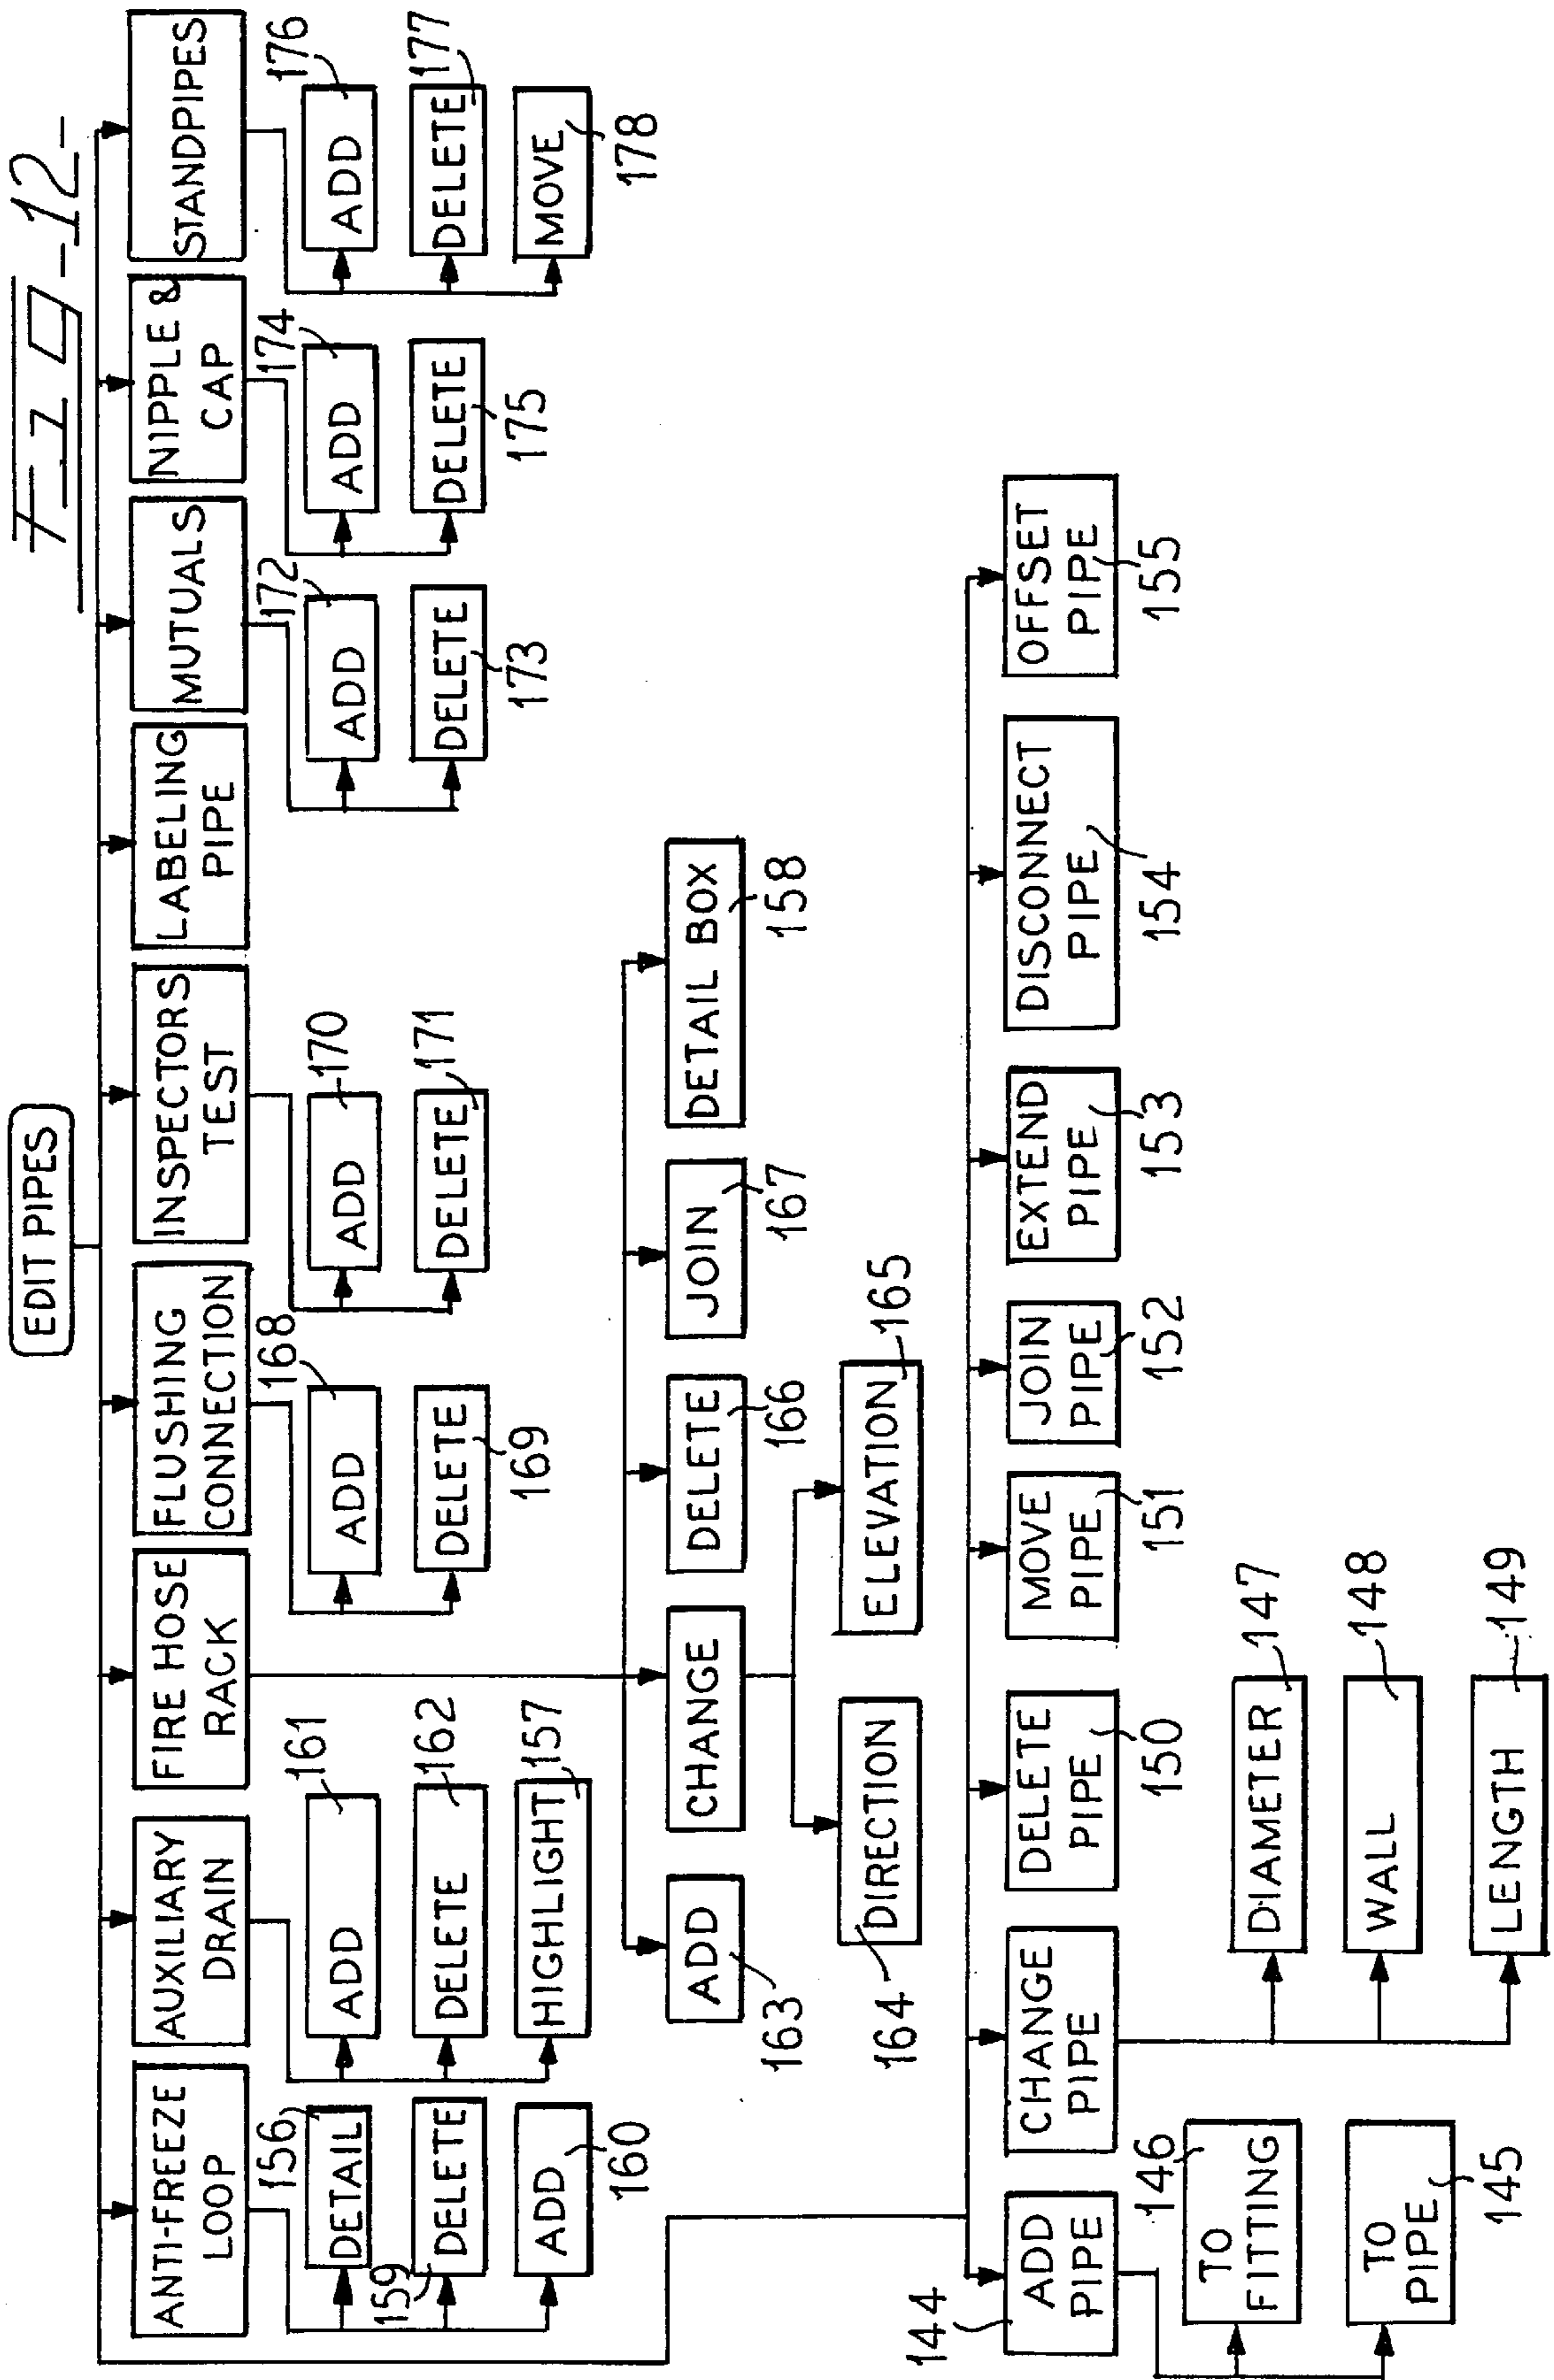 Fig-12-
EDIT PIPES
ANTI-FREEZE
LOOP
AUXILIARY
DRAIN
FIRE HOSE
RACK
FLUSHING
CONNECTION
INSPECTORS
TEST
LABELING
PIPE
MUTUALS
NIPPLE &
CAP
STANDPIPES
156
DETAIL
159
DELETE
ADD
160
161
ADD
162
DELETE
157
HIGHLIGHT
168
ADD
DELETE
169
170
ADD
171
DELETE
172
ADD
DELETE
173
174
ADD
DELETE
175
176
ADD
177
DELETE
MOVE
178
ADD
163
CHANGE
DELETE
166
JOIN
167
DETAIL BOX
158
164
DIRECTION
ELEVATION
165
144
ADD
PIPE
CHANGE
PIPE
DELETE
PIPE
150
MOVE
PIPE
151
JOIN
PIPE
152
EXTEND
PIPE
153
DISCONNECT
PIPE
154
OFFSET
PIPE
155
146
TO
FITTING
TO
PIPE
145
DIAMETER
147
WALL
148
LENGTH
149